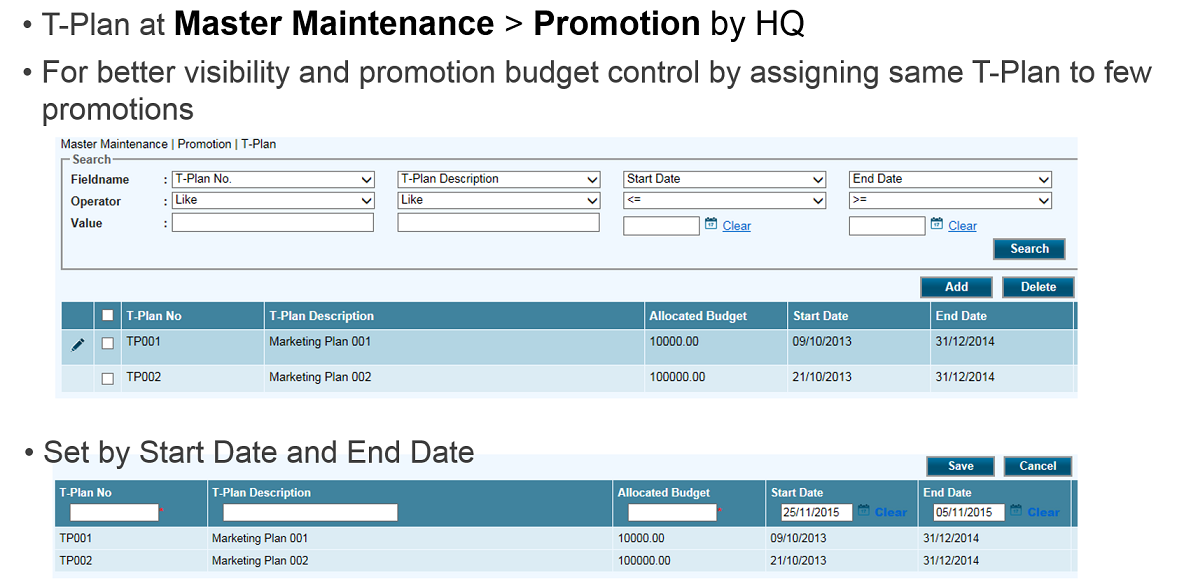 • T-Plan at Master Maintenance > Promotion by HQ
• For better visibility and promotion budget control by assigning same T-Plan to few
promotions
Master Maintenance | Promotion | T-Plan
Search
Fieldname : T-Plan No. T-Plan Description Start Date End Date
Operator : Like Like <= >=
Value : Clear Clear
Search
Add Delete
T-Plan No T-Plan Description Allocated Budget Start Date End Date
TP001 Marketing Plan 001 10000.00 09/10/2013 31/12/2014
TP002 Marketing Plan 002 100000.00 21/10/2013 31/12/2014
• Set by Start Date and End Date
Save Cancel
T-Plan No T-Plan Description Allocated Budget Start Date End Date
* * 25/11/2015 Clear 05/11/2015 Clear
TP001 Marketing Plan 001 10000.00 09/10/2013 31/12/2014
TP002 Marketing Plan 002 100000.00 21/10/2013 31/12/2014